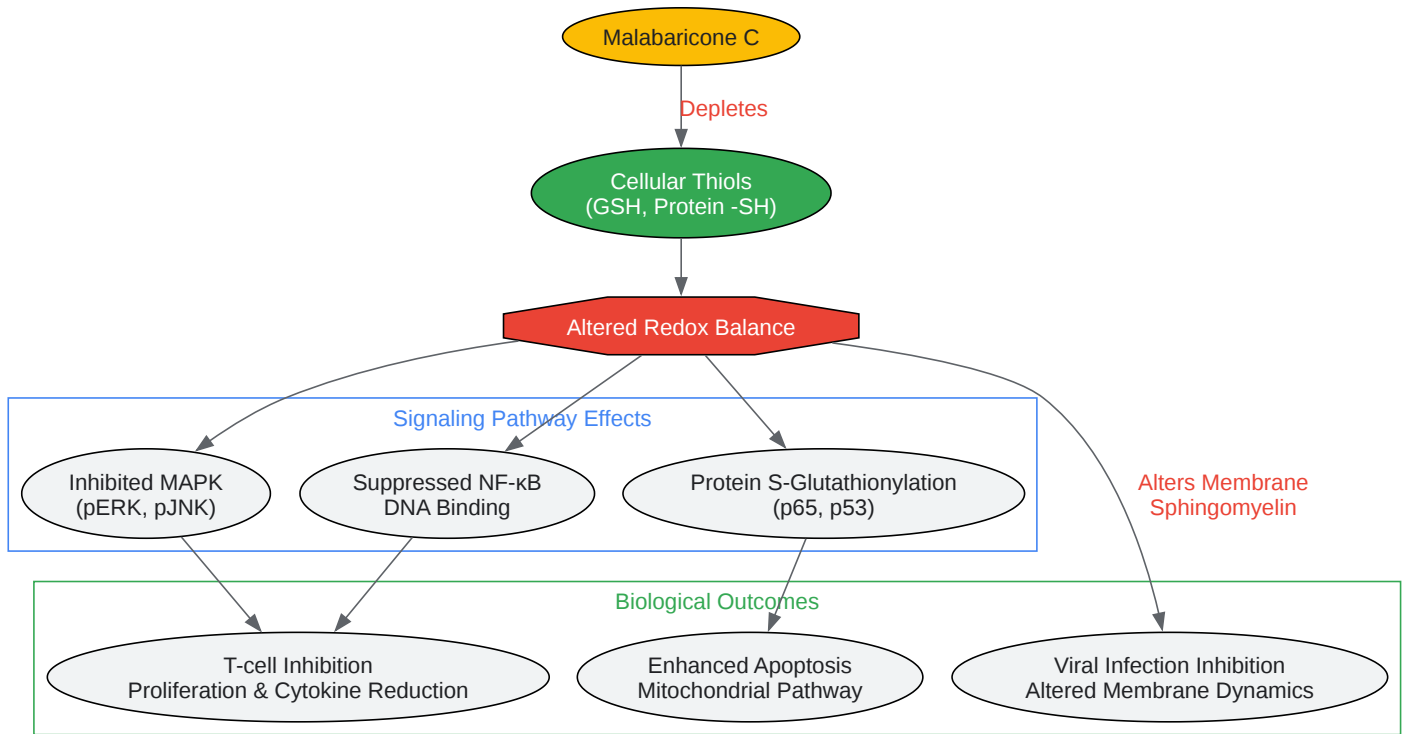 Malabaricone C
Depletes
Cellular Thiols
(GSH, Protein -SH)
Altered Redox Balance
Signaling Pathway Effects
Inhibited MAPK
(pERK, pJNK)
Suppressed NF-κB
DNA Binding
Protein S-Glutathionylation
(p65, p53)
Alters Membrane
Sphingomyelin
Biological Outcomes
T-cell Inhibition
Proliferation & Cytokine Reduction
Enhanced Apoptosis
Mitochondrial Pathway
Viral Infection Inhibition
Altered Membrane Dynamics